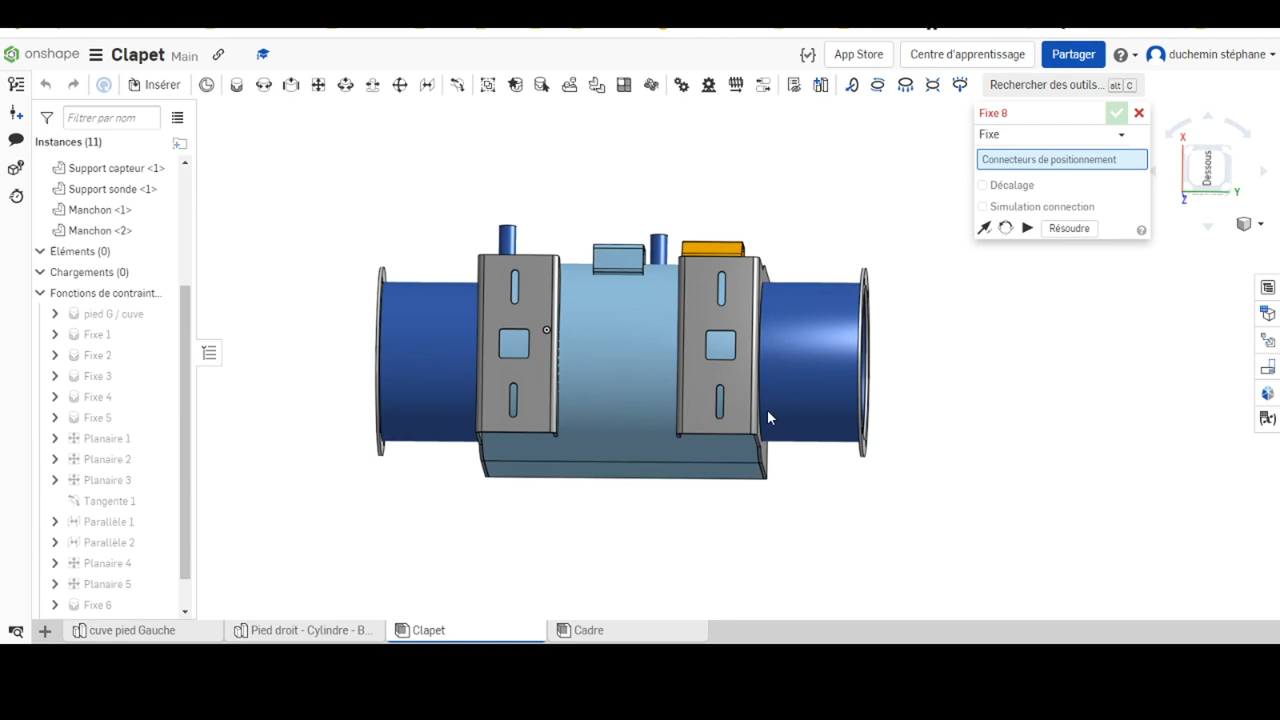 onshape Clapet Main App Store Centre d'apprentissage Partager duchemin stéphane
Insérer Rechercher des outils... alt C
Filtrer par nom
Instances (11)
Support capteur <1>
Support sonde <1>
Manchon <1>
Manchon <2>
Éléments (0)
Chargements (0)
Fonctions de contraint...
pied G / cuve
Fixe 1
Fixe 2
Fixe 3
Fixe 4
Fixe 5
Planaire 1
Planaire 2
Planaire 3
Tangente 1
Parallèle 1
Parallèle 2
Planaire 4
Planaire 5
Fixe 6
Fixe 8
Fixe
Connecteurs de positionnement
Décalage
Simulation connection
Résoudre
X
Dessous
Y
Z
cuve pied Gauche Pied droit - Cylindre - B... Clapet Cadre